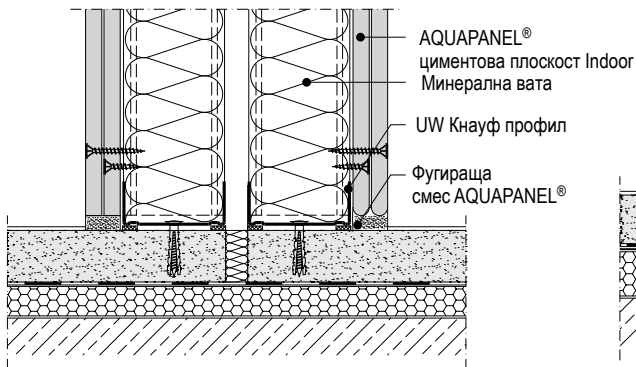 AQUAPANEL®
циментова плоскост Indoor
Минерална вата
UW Кнауф профил
Фугираща
смес AQUAPANEL®